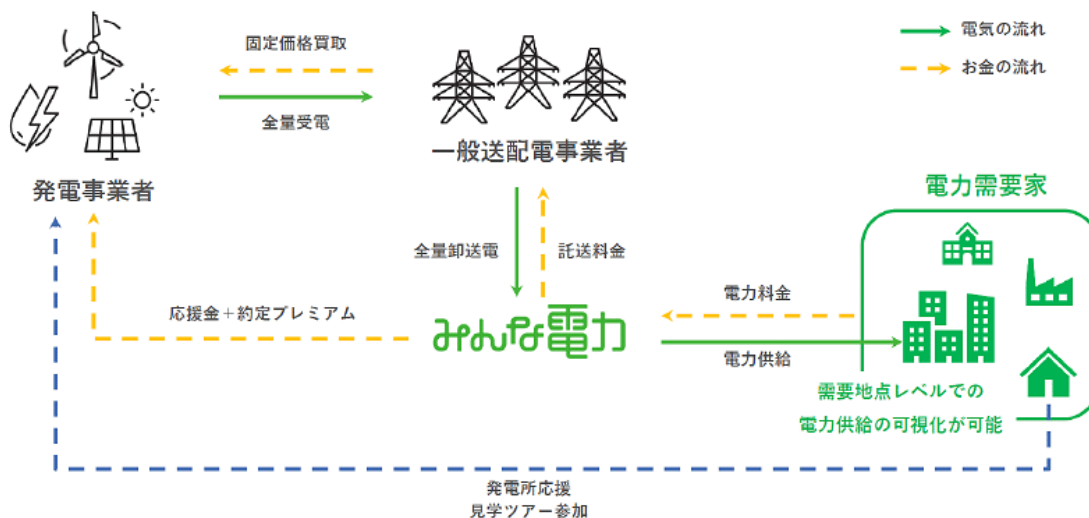 電気の流れ
お金の流れ
固定価格買取
全量受電
一般送配電事業者
発電事業者
電力需要家
全量卸送電
託送料金
電力料金
応援金＋約定プレミアム
みんな電力
電力供給
需要地点レベルでの
電力供給の可視化が可能
発電所応援
見学ツアー参加